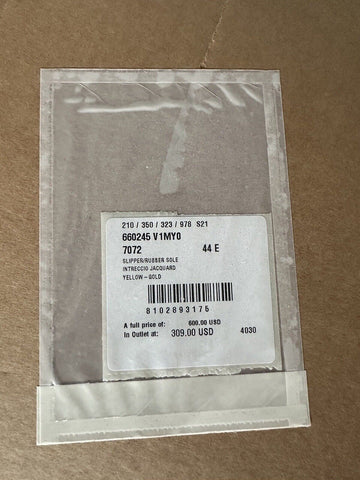 210 / 350 / 323 / 978 S21
660245 V1MY0
7072 44 E
SLIPPER/RUBBER SOLE
INTRECCIO JACQUARD
YELLOW-GOLD
8102893175
A full price of: 600.00 USD
In Outlet at: 309.00 USD 4030